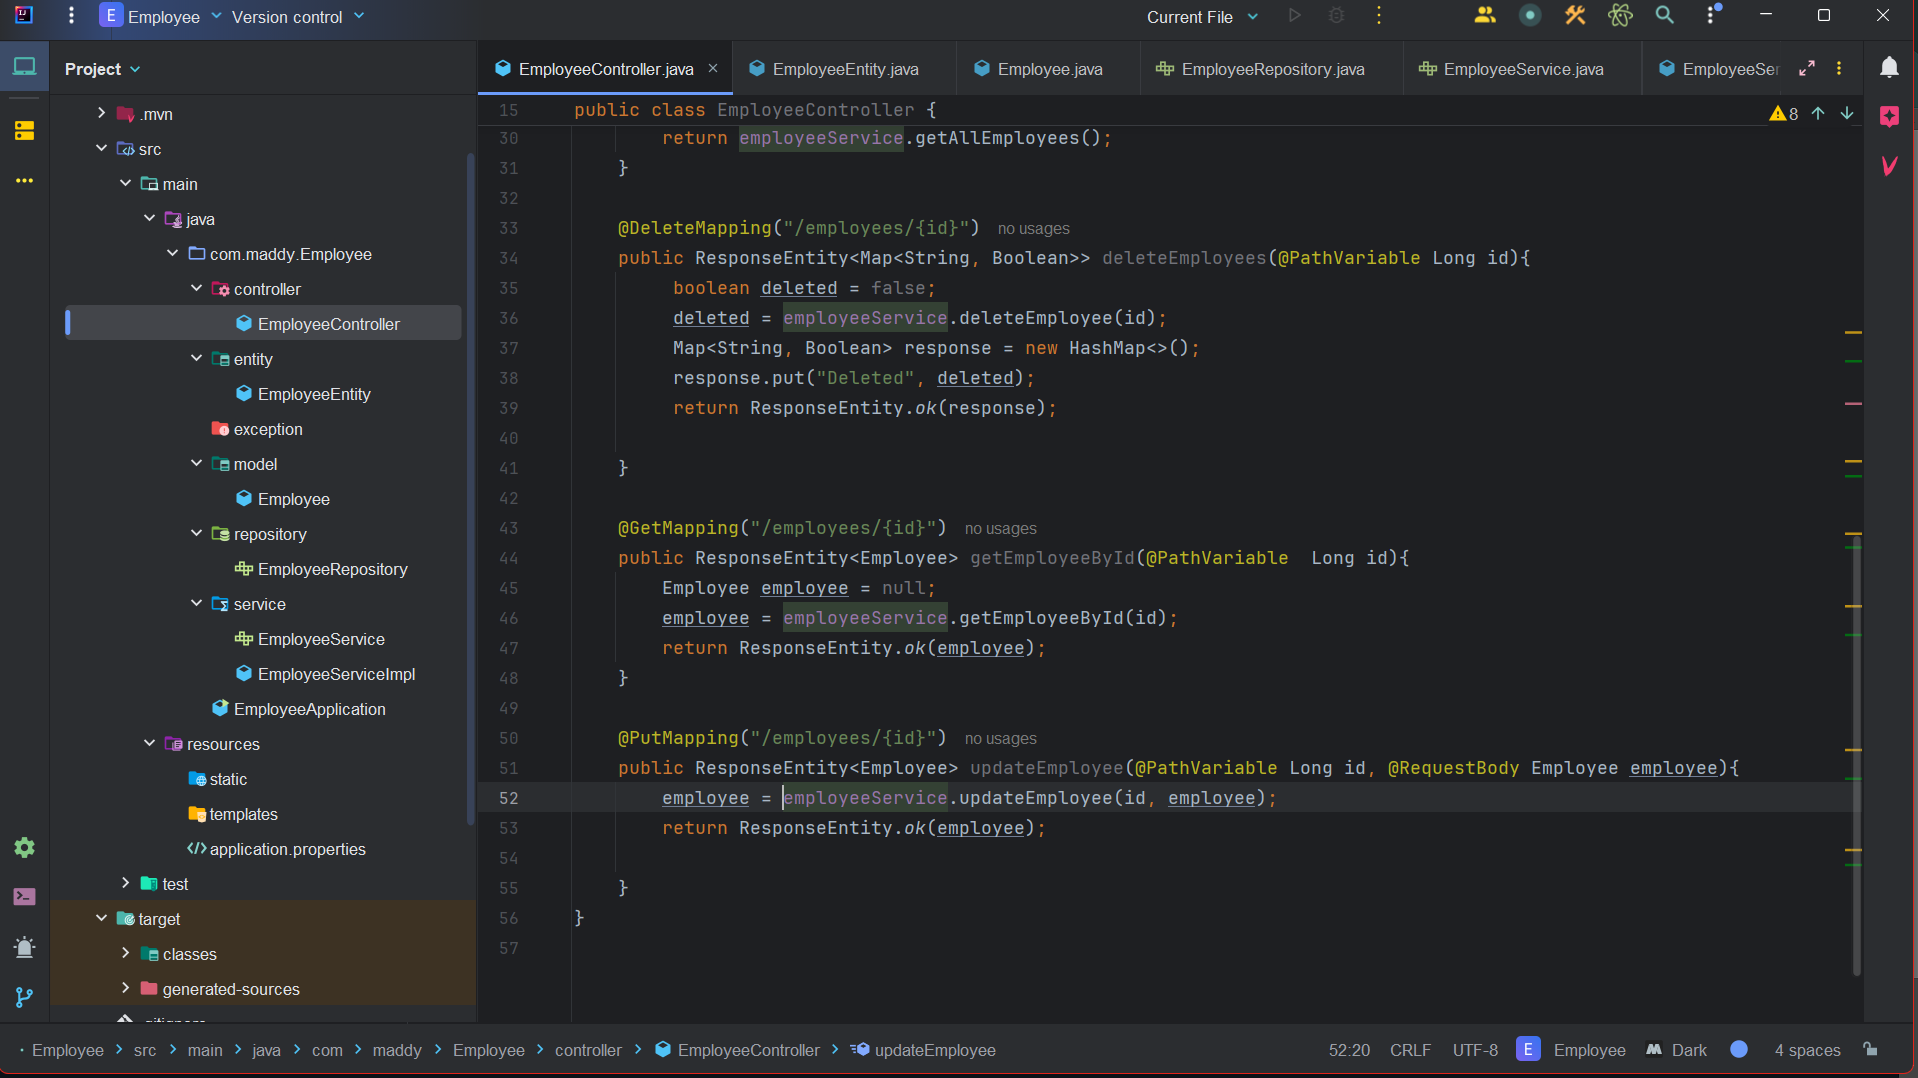 E Employee Version control Current File
Project
.mvn
src
main
java
com.maddy.Employee
controller
EmployeeController
entity
EmployeeEntity
exception
model
Employee
repository
EmployeeRepository
service
EmployeeService
EmployeeServiceImpl
EmployeeApplication
resources
static
templates
application.properties
test
target
classes
generated-sources
EmployeeController.java EmployeeEntity.java Employee.java EmployeeRepository.java EmployeeService.java EmployeeSer
15 public class EmployeeController { 8
30 return employeeService.getAllEmployees();
31 }
32
33 @DeleteMapping("/employees/{id}") no usages
34 public ResponseEntity<Map<String, Boolean>> deleteEmployees(@PathVariable Long id){
35 boolean deleted = false;
36 deleted = employeeService.deleteEmployee(id);
37 Map<String, Boolean> response = new HashMap<>();
38 response.put("Deleted", deleted);
39 return ResponseEntity.ok(response);
40
41 }
42
43 @GetMapping("/employees/{id}") no usages
44 public ResponseEntity<Employee> getEmployeeById(@PathVariable  Long id){
45 Employee employee = null;
46 employee = employeeService.getEmployeeById(id);
47 return ResponseEntity.ok(employee);
48 }
49
50 @PutMapping("/employees/{id}") no usages
51 public ResponseEntity<Employee> updateEmployee(@PathVariable Long id, @RequestBody Employee employee){
52 employee = employeeService.updateEmployee(id, employee);
53 return ResponseEntity.ok(employee);
54
55 }
56 }
57
Employee > src > main > java > com > maddy > Employee > controller > EmployeeController > updateEmployee 52:20 CRLF UTF-8 E Employee Dark 4 spaces